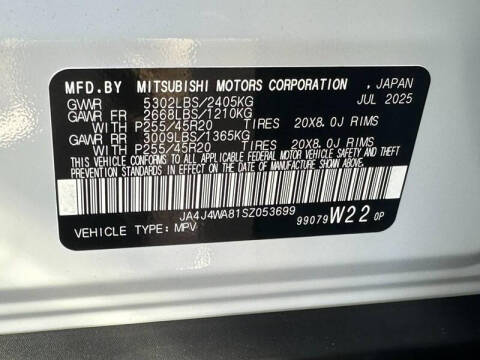 MFD.BY MITSUBISHI MOTORS CORPORATION , JAPAN
GVWR 5302LBS/2405KG JUL 2025
GAWR FR 2668LBS/1210KG
WITH P255/45R20 TIRES 20X8.0J RIMS
GAWR RR 3009LBS/1365KG
WITH P255/45R20 TIRES 20X8.0J RIMS
THIS VEHICLE CONFORMS TO ALL APPLICABLE FEDERAL MOTOR VEHICLE SAFETY AND THEFT
PREVENTION STANDARDS IN EFFECT ON THE DATE OF MANUFACTURE SHOWN ABOVE.
JA4J4WA81SZ053699
VEHICLE TYPE: MPV 99079 W22 0P